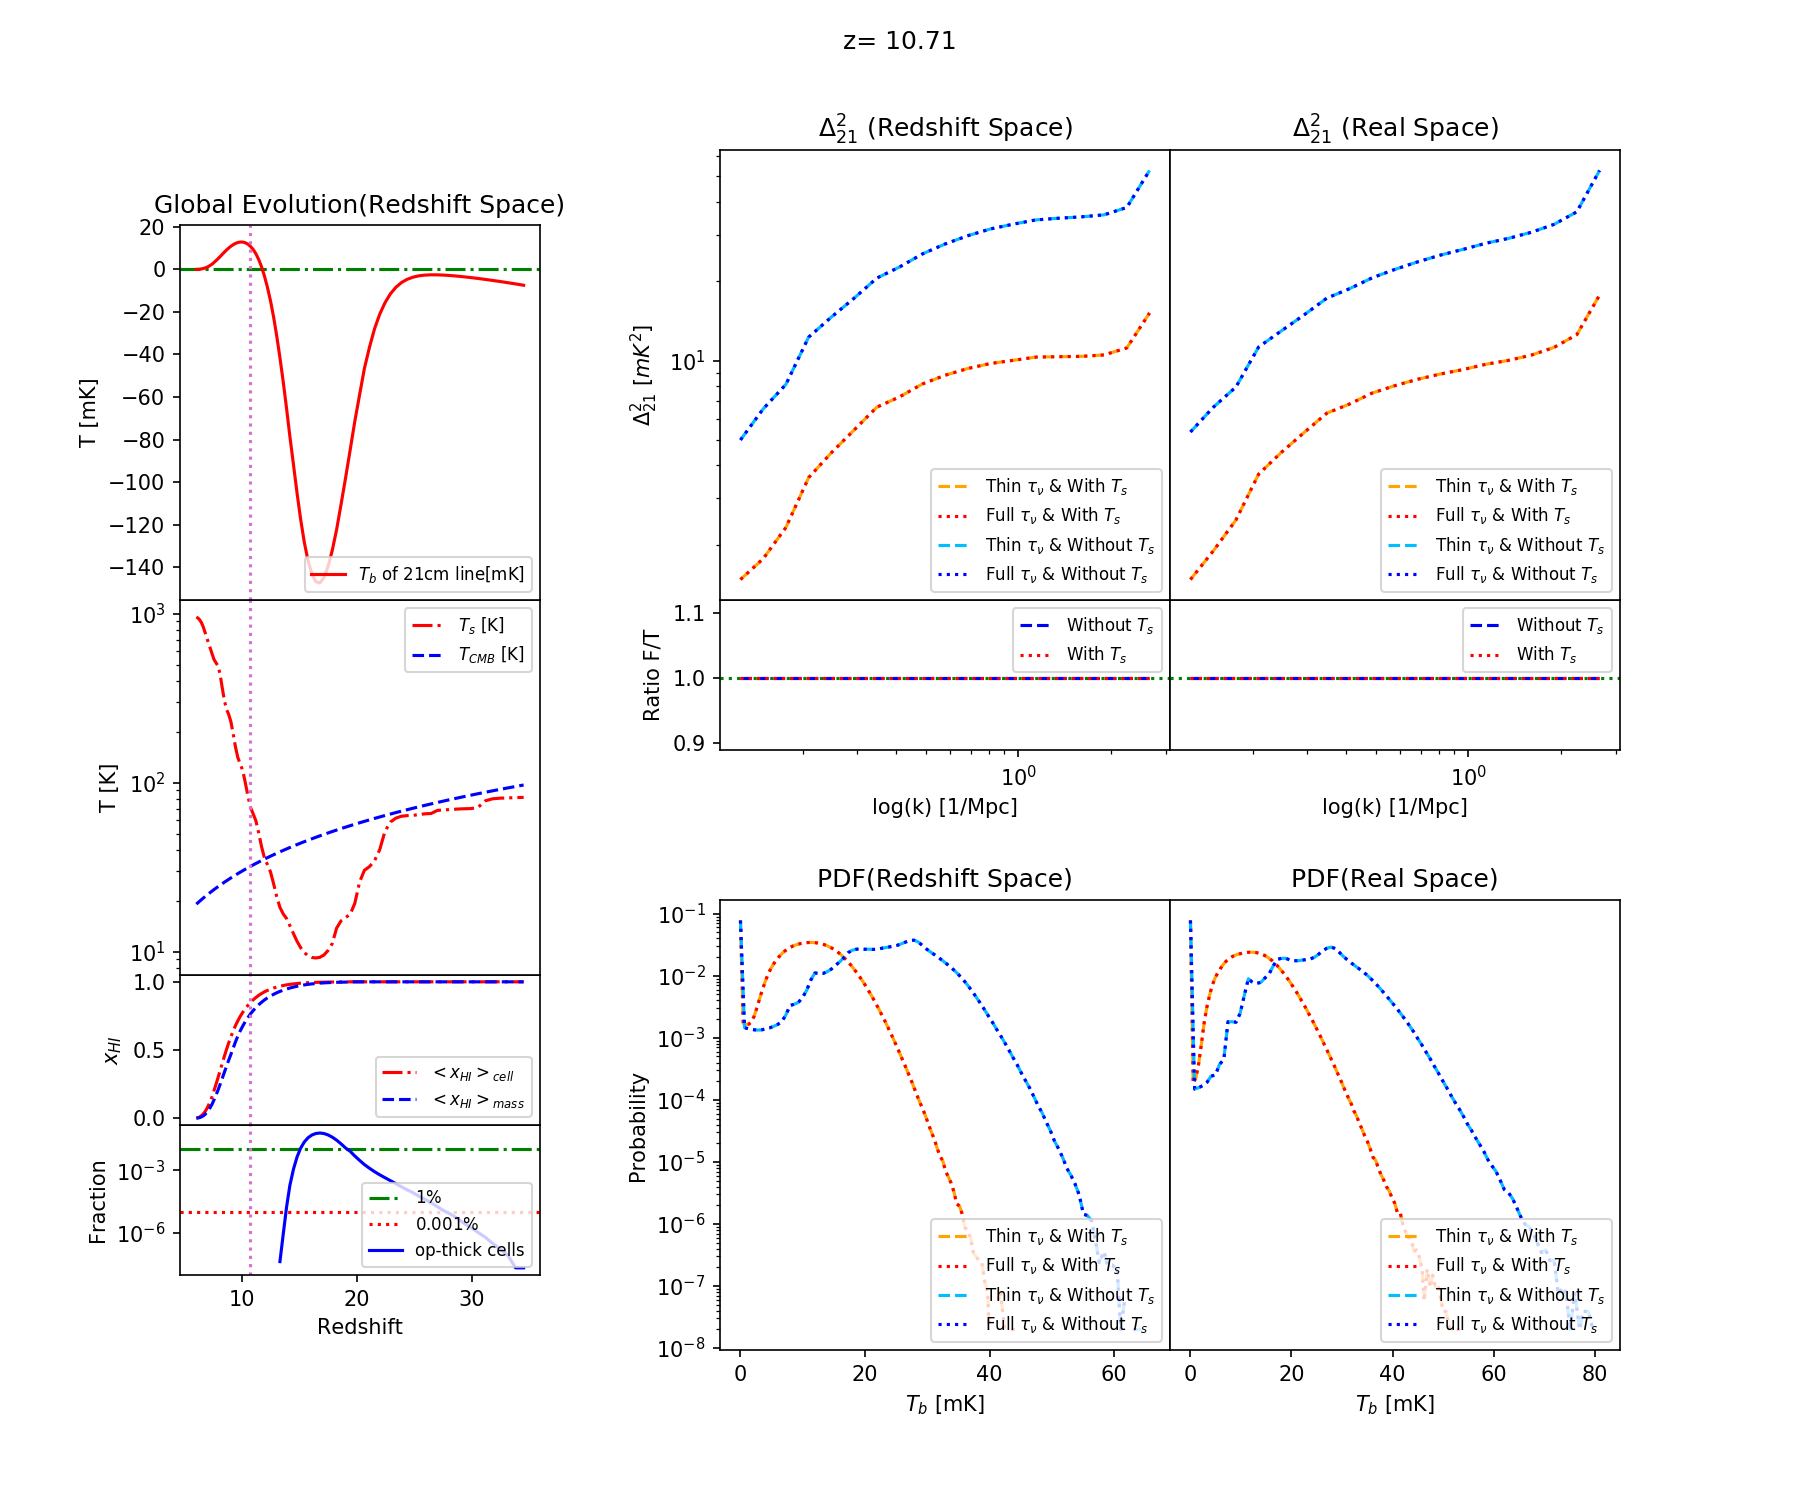 z= 10.71
Global Evolution(Redshift Space)
T [mK]
20
0
−20
−40
−60
−80
−100
−120
−140
T_b of 21cm line[mK]
T [K]
10^3
10^2
10^1
T_s [K]
T_CMB [K]
x_HI
1.0
0.5
0.0
< x_HI >_cell
< x_HI >_mass
Fraction
10^−3
10^−6
1%
0.001%
op-thick cells
10 20 30
Redshift
Δ²₂₁ (Redshift Space)
Δ²₂₁ [mK²]
10^1
Thin τ_ν & With T_s
Full τ_ν & With T_s
Thin τ_ν & Without T_s
Full τ_ν & Without T_s
Δ²₂₁ (Real Space)
Thin τ_ν & With T_s
Full τ_ν & With T_s
Thin τ_ν & Without T_s
Full τ_ν & Without T_s
Ratio F/T
1.1
1.0
0.9
Without T_s
With T_s
Without T_s
With T_s
10^0
log(k) [1/Mpc]
10^0
log(k) [1/Mpc]
PDF(Redshift Space)
Probability
10^−1
10^−2
10^−3
10^−4
10^−5
10^−6
10^−7
10^−8
Thin τ_ν & With T_s
Full τ_ν & With T_s
Thin τ_ν & Without T_s
Full τ_ν & Without T_s
0 20 40 60
T_b [mK]
PDF(Real Space)
Thin τ_ν & With T_s
Full τ_ν & With T_s
Thin τ_ν & Without T_s
Full τ_ν & Without T_s
0 20 40 60 80
T_b [mK]